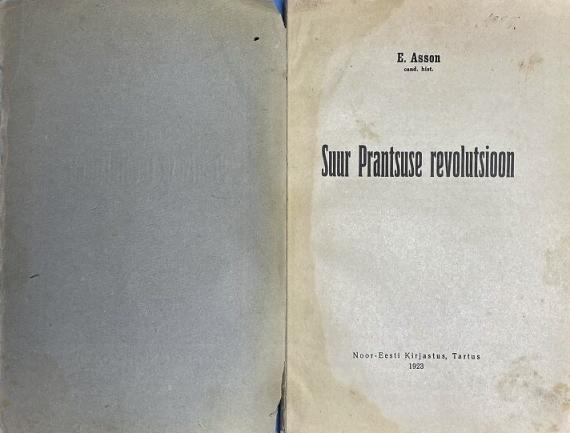 E. Asson
cand. hist.
Suur Prantsuse revolutsioon
Noor-Eesti Kirjastus, Tartus
1923